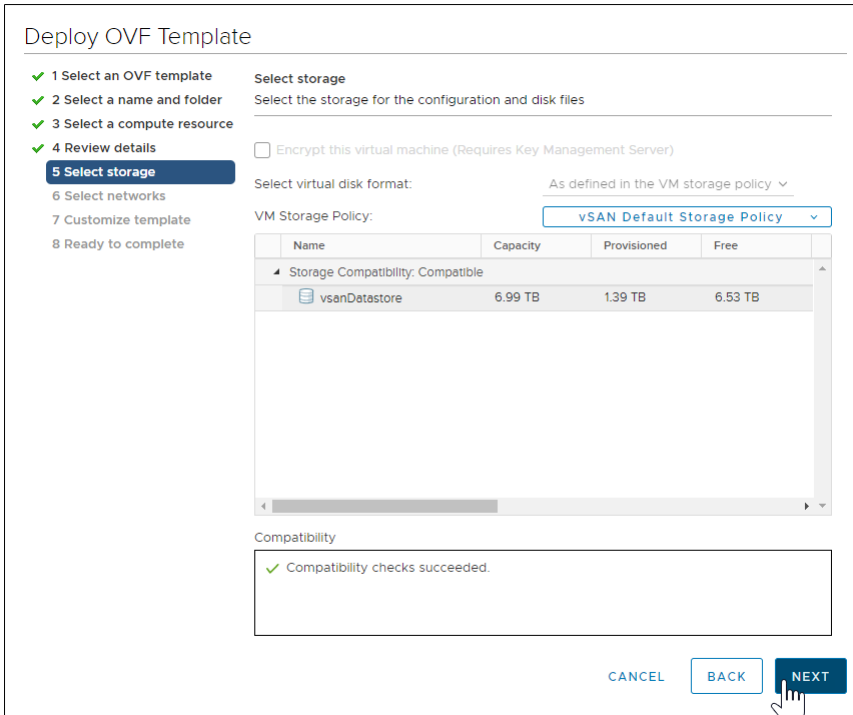 Deploy OVF Template
1 Select an OVF template
2 Select a name and folder
3 Select a compute resource
4 Review details
5 Select storage
6 Select networks
7 Customize template
8 Ready to complete
Select storage
Select the storage for the configuration and disk files
Encrypt this virtual machine (Requires Key Management Server)
Select virtual disk format: As defined in the VM storage policy
VM Storage Policy: vSAN Default Storage Policy
Name Capacity Provisioned Free
Storage Compatibility: Compatible
vsanDatastore 6.99 TB 1.39 TB 6.53 TB
Compatibility
Compatibility checks succeeded.
CANCEL BACK NEXT